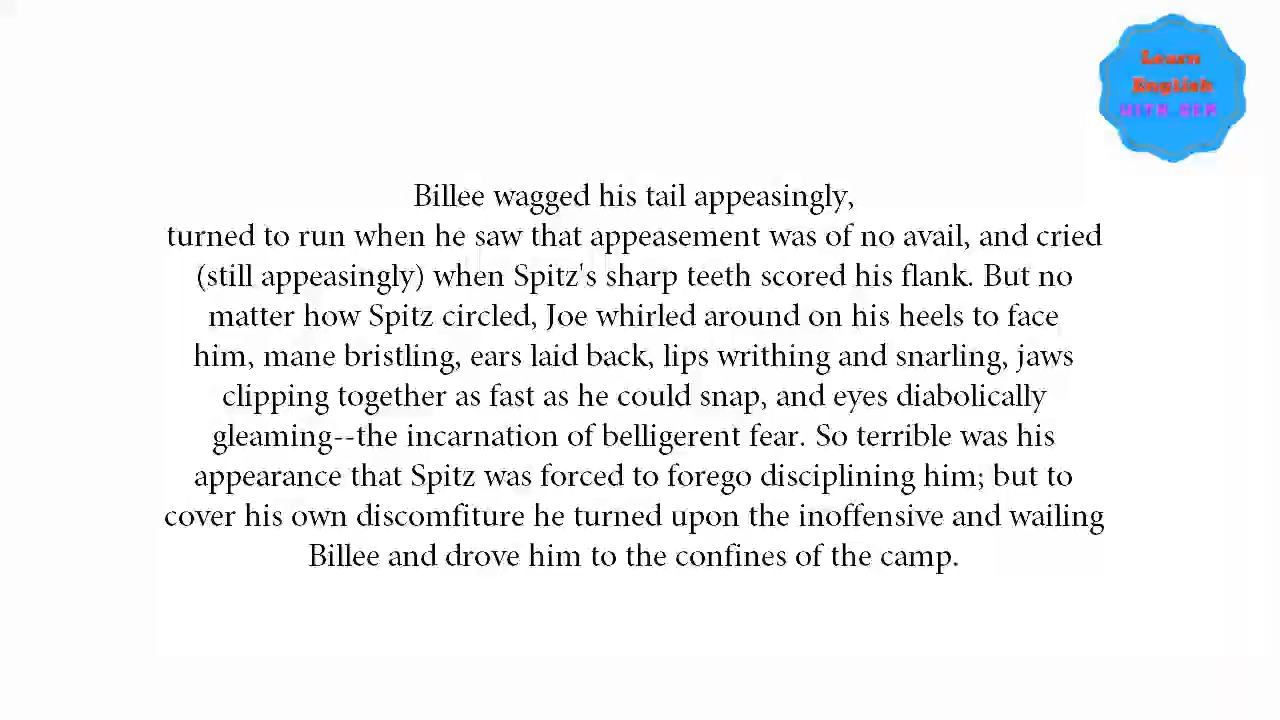 Learn
English
WITH GEM
Billee wagged his tail appeasingly,
turned to run when he saw that appeasement was of no avail, and cried
(still appeasingly) when Spitz's sharp teeth scored his flank. But no
matter how Spitz circled, Joe whirled around on his heels to face
him, mane bristling, ears laid back, lips writhing and snarling, jaws
clipping together as fast as he could snap, and eyes diabolically
gleaming--the incarnation of belligerent fear. So terrible was his
appearance that Spitz was forced to forego disciplining him; but to
cover his own discomfiture he turned upon the inoffensive and wailing
Billee and drove him to the confines of the camp.